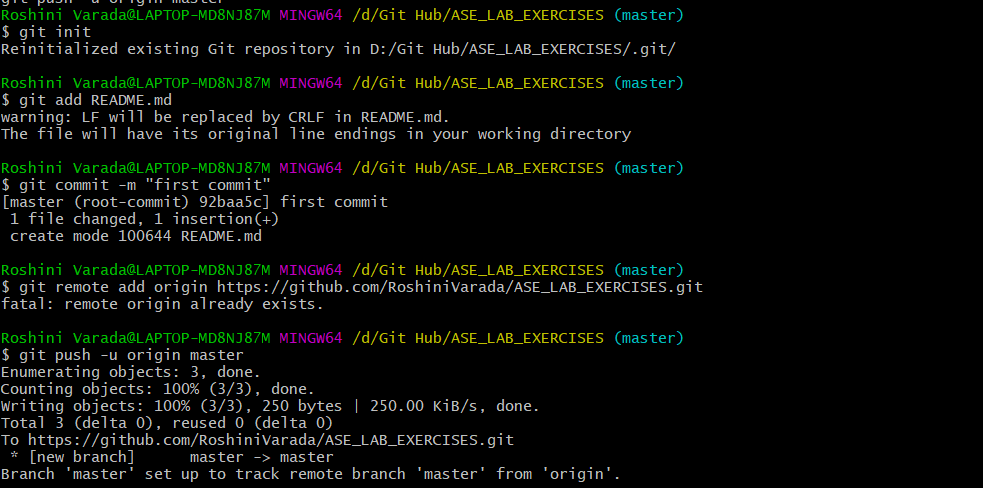 git push -u origin master
Roshini Varada@LAPTOP-MD8NJ87M MINGW64 /d/Git Hub/ASE_LAB_EXERCISES (master)
$ git init
Reinitialized existing Git repository in D:/Git Hub/ASE_LAB_EXERCISES/.git/
Roshini Varada@LAPTOP-MD8NJ87M MINGW64 /d/Git Hub/ASE_LAB_EXERCISES (master)
$ git add README.md
warning: LF will be replaced by CRLF in README.md.
The file will have its original line endings in your working directory
Roshini Varada@LAPTOP-MD8NJ87M MINGW64 /d/Git Hub/ASE_LAB_EXERCISES (master)
$ git commit -m "first commit"
[master (root-commit) 92baa5c] first commit
 1 file changed, 1 insertion(+)
 create mode 100644 README.md
Roshini Varada@LAPTOP-MD8NJ87M MINGW64 /d/Git Hub/ASE_LAB_EXERCISES (master)
$ git remote add origin https://github.com/RoshiniVarada/ASE_LAB_EXERCISES.git
fatal: remote origin already exists.
Roshini Varada@LAPTOP-MD8NJ87M MINGW64 /d/Git Hub/ASE_LAB_EXERCISES (master)
$ git push -u origin master
Enumerating objects: 3, done.
Counting objects: 100% (3/3), done.
Writing objects: 100% (3/3), 250 bytes | 250.00 KiB/s, done.
Total 3 (delta 0), reused 0 (delta 0)
To https://github.com/RoshiniVarada/ASE_LAB_EXERCISES.git
 * [new branch]      master -> master
Branch 'master' set up to track remote branch 'master' from 'origin'.